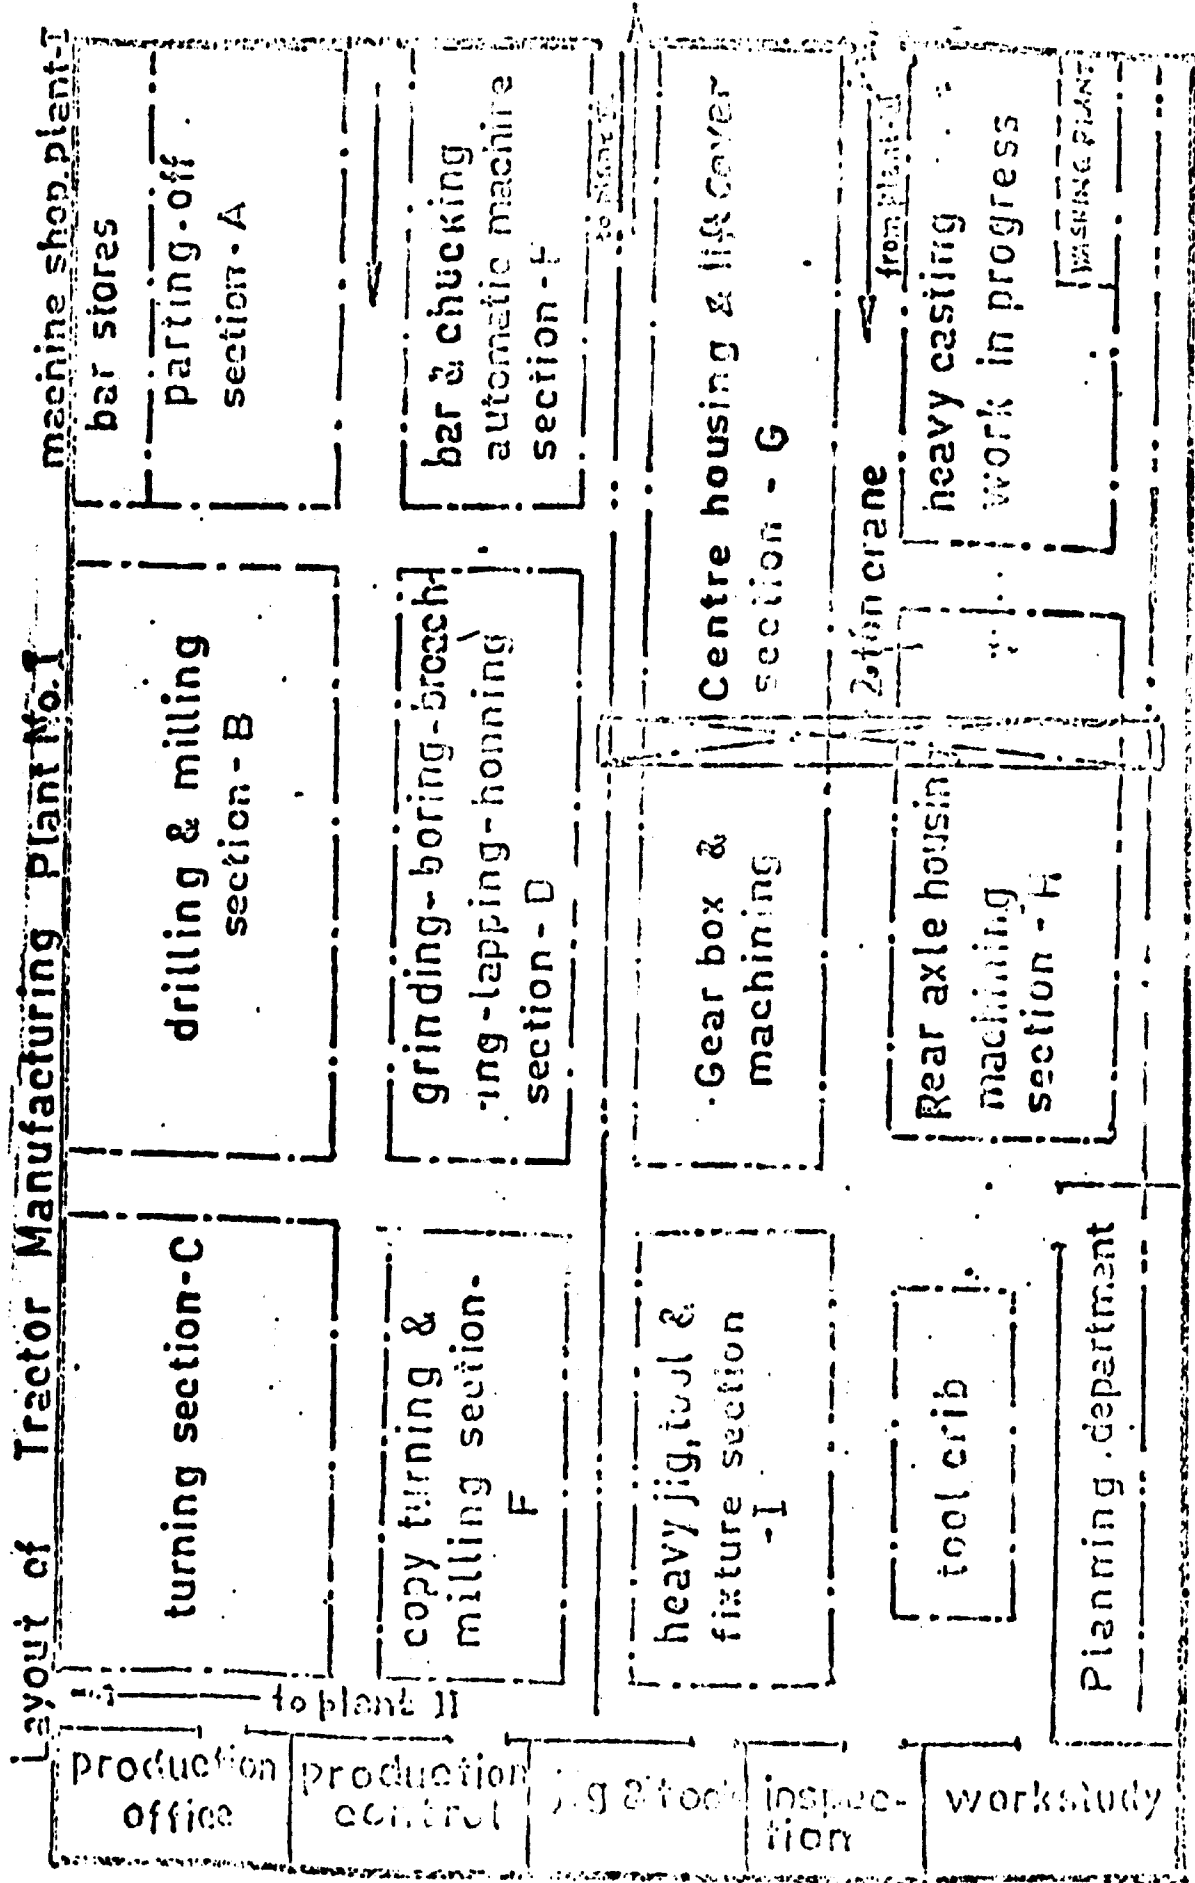 Layout of Tractor Manufacturing Plant No.I machine shop.plant-I
production
office
production
control
jig & tool
inspec-
tion
workstudy
to plant II
turning section-C
drilling & milling
section-B
bar stores
parting-off
section-A
copy turning &
milling section-
F
grinding-boring-broach-
ing-lapping-honning
section-D
bar & chucking
automatic machine
section-E
heavy jig,tool &
fixture section
-I
Gear box &
machining
Centre housing & lift Cover
section - G
2,ton crane
from Plant-II
tool crib
Rear axle housin
machining
section -H
heavy casting
work in progress
WASHING PLANT
Planning department